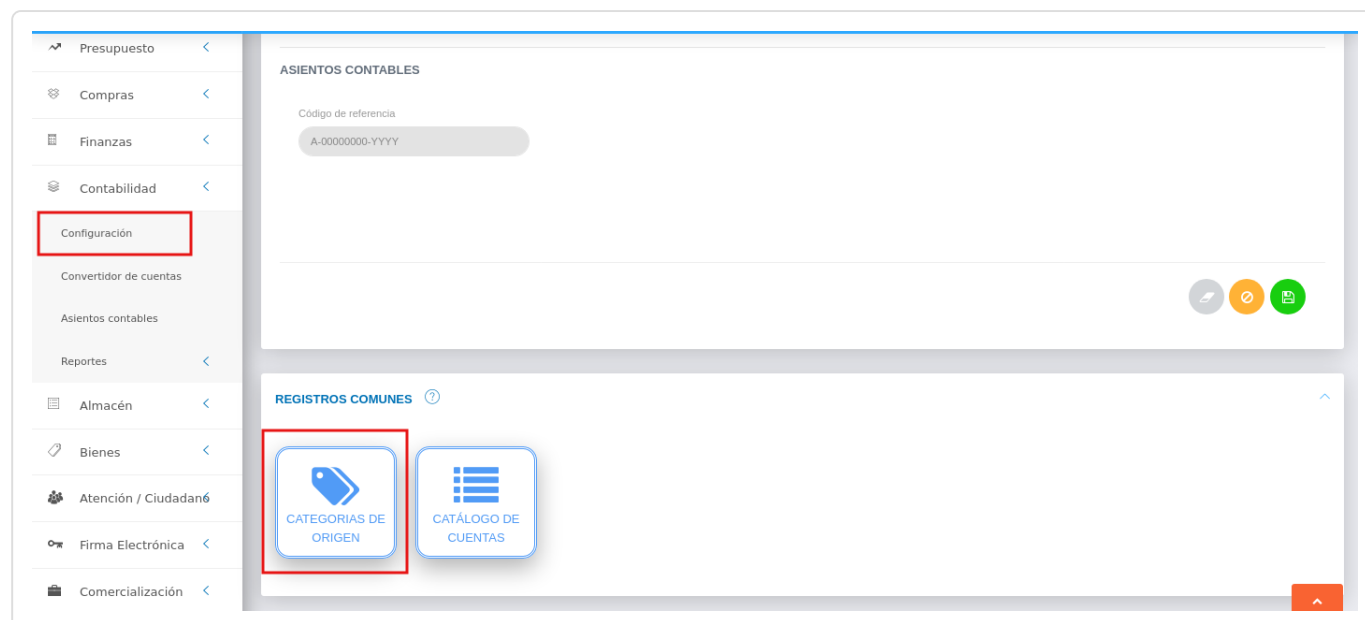 Presupuesto
Compras
Finanzas
Contabilidad
Configuración
Convertidor de cuentas
Asientos contables
Reportes
Almacén
Bienes
Atención / Ciudadano
Firma Electrónica
Comercialización
ASIENTOS CONTABLES
Código de referencia
A-00000000-YYYY
REGISTROS COMUNES
CATEGORIAS DE
ORIGEN
CATÁLOGO DE
CUENTAS